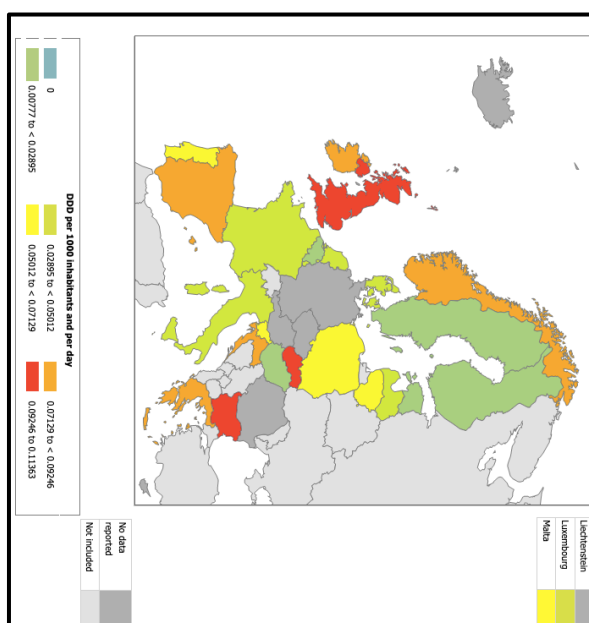 DDD per 1000 inhabitants and per day
0
0.00777 to < 0.02895
0.02895 to < 0.05012
0.05012 to < 0.07129
0.07129 to < 0.09246
0.09246 to 0.11363
No data
reported
Not included
Liechtenstein
Luxembourg
Malta